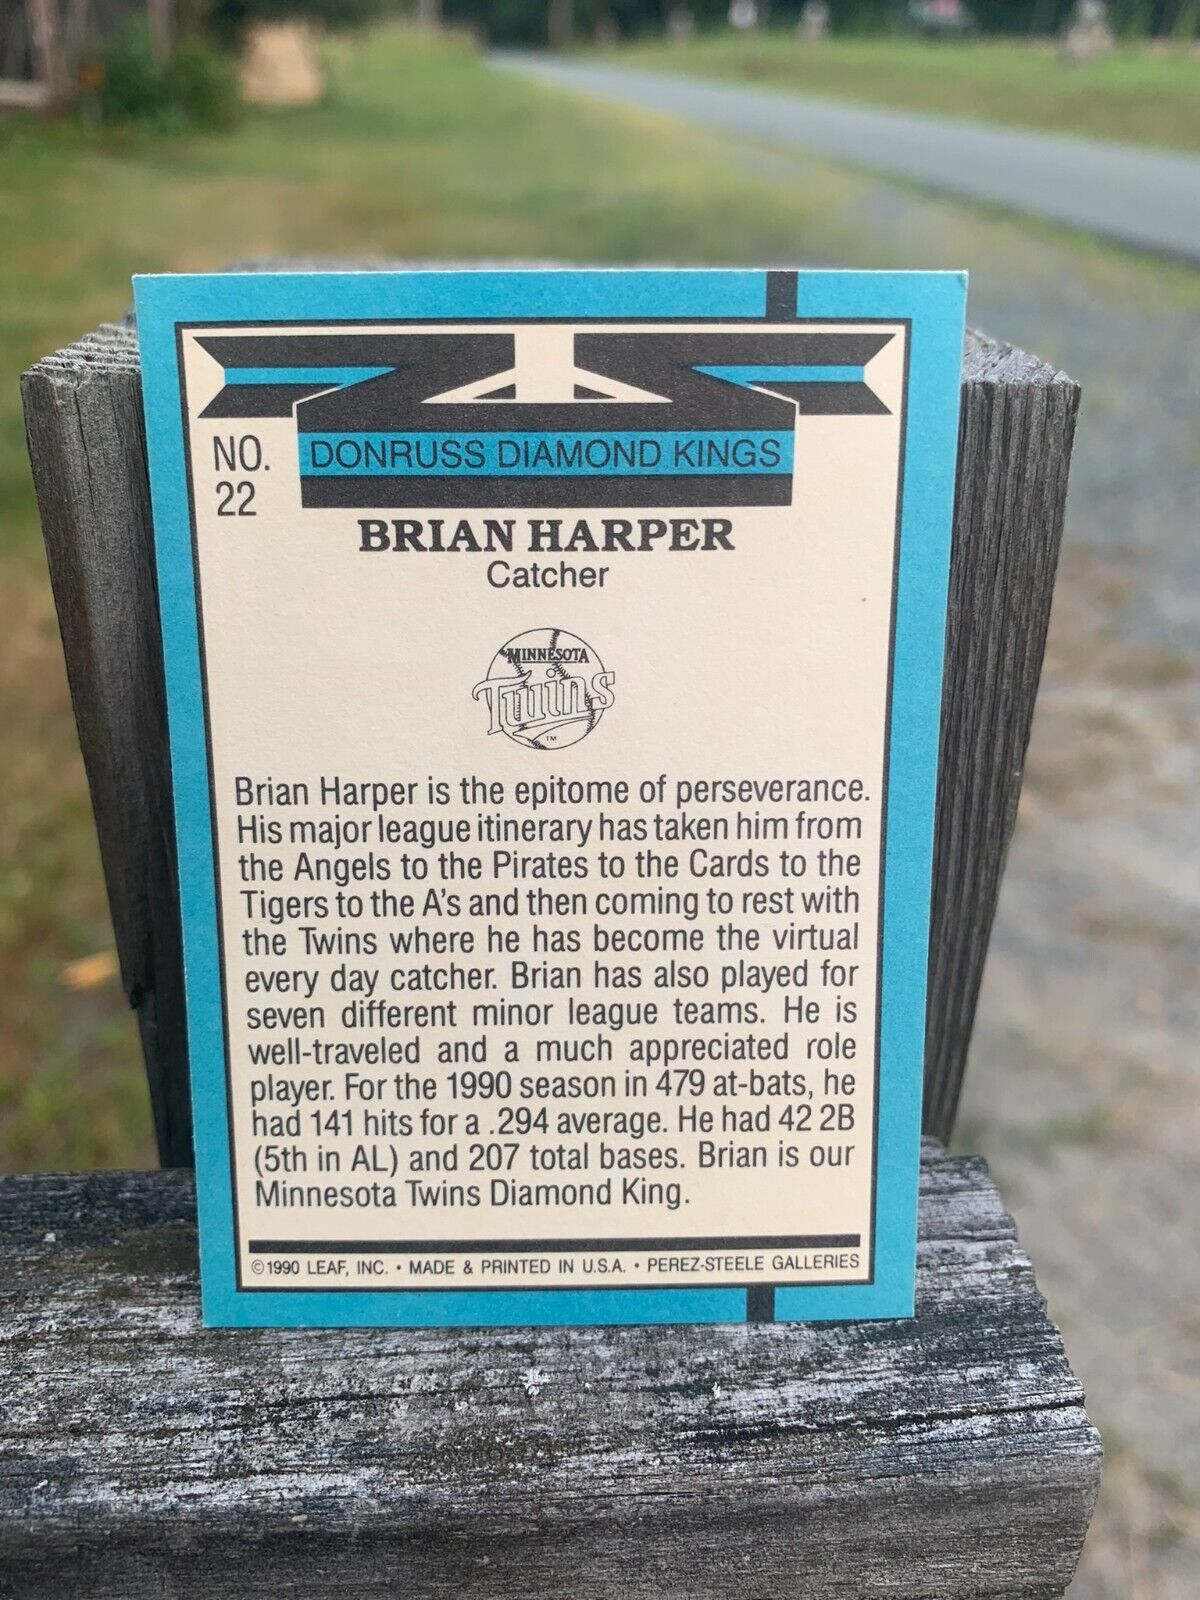 NO.
22
DONRUSS DIAMOND KINGS
BRIAN HARPER
Catcher
MINNESOTA
Twins
TM
Brian Harper is the epitome of perseverance.
His major league itinerary has taken him from
the Angels to the Pirates to the Cards to the
Tigers to the A's and then coming to rest with
the Twins where he has become the virtual
every day catcher. Brian has also played for
seven different minor league teams. He is
well-traveled and a much appreciated role
player. For the 1990 season in 479 at-bats, he
had 141 hits for a .294 average. He had 42 2B
(5th in AL) and 207 total bases. Brian is our
Minnesota Twins Diamond King.
©1990 LEAF, INC. • MADE & PRINTED IN U.S.A. • PEREZ-STEELE GALLERIES